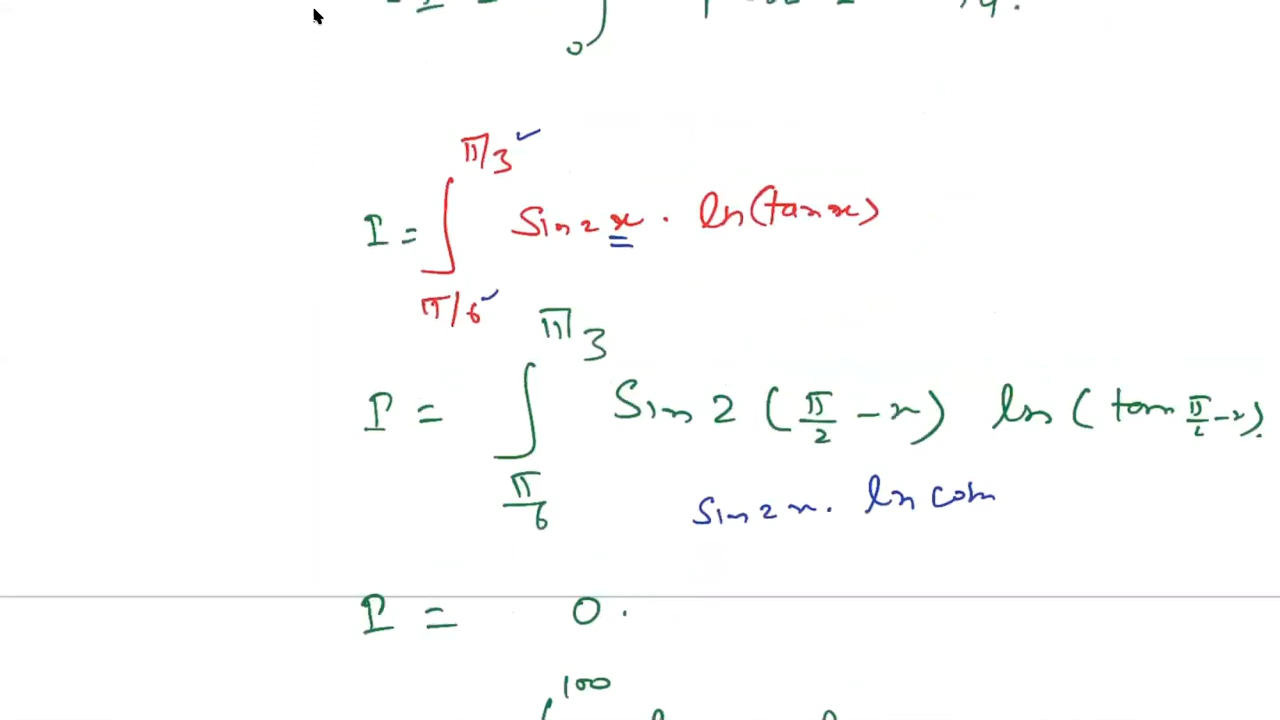 I = ∫_{π/6}^{π/3} Sin 2x . ln(tan x)
I = ∫_{π/6}^{π/3} Sin 2 (π/2 - x) ln(tan π/2 - x).
Sin 2x . ln cotx
I = 0 .
100